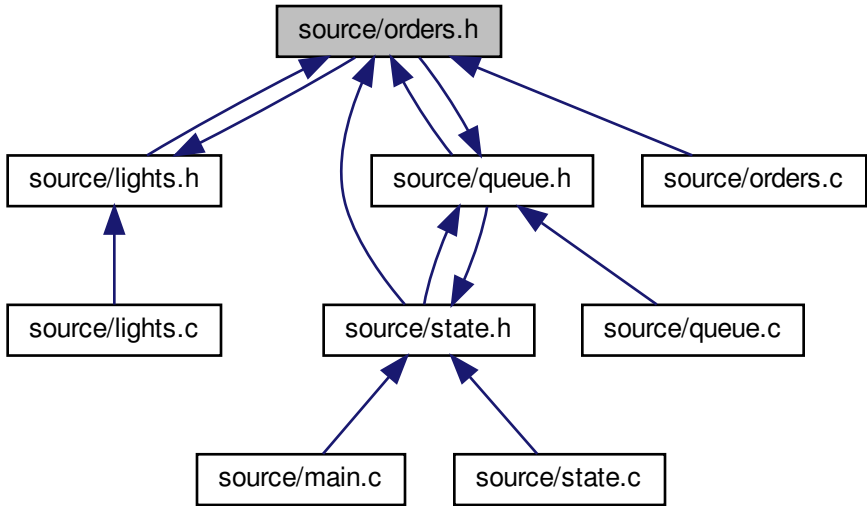 source/orders.h
source/lights.h
source/queue.h
source/orders.c
source/lights.c
source/state.h
source/queue.c
source/main.c
source/state.c